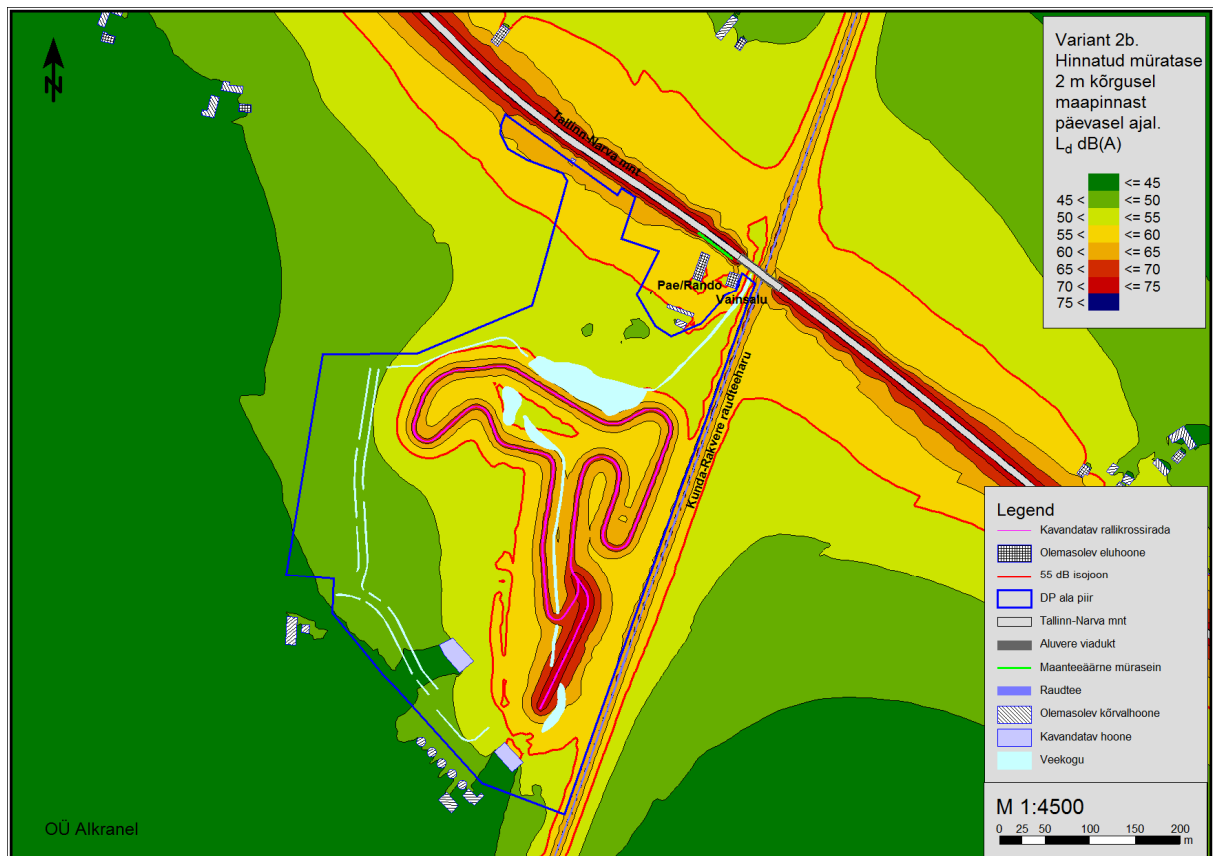 N
Variant 2b.
Hinnatud müratase
2 m kõrgusel
maapinnast
päevasel ajal.
Ld dB(A)
<= 45
45 < <= 50
50 < <= 55
55 < <= 60
60 < <= 65
65 < <= 70
70 < <= 75
75 <
Tallinn-Narva mnt
Pae/Rando
Vainsalu
Kunda-Rakvere raudteeharu
Legend
Kavandatav rallikrossirada
Olemasolev eluhoone
55 dB isojoon
DP ala piir
Tallinn-Narva mnt
Aluvere viadukt
Maanteeäärne mürasein
Raudtee
Olemasolev kõrvalhoone
Kavandatav hoone
Veekogu
M 1:4500
0 25 50 100 150 200
m
OÜ Alkranel